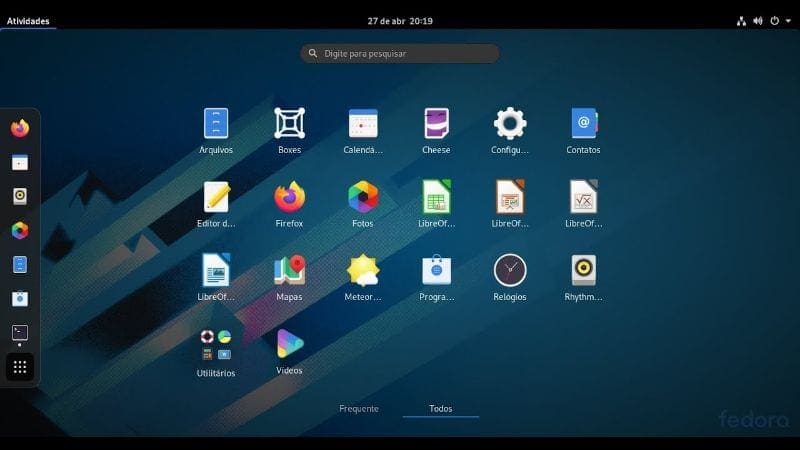 Atividades
27 de abr 20:19
Digite para pesquisar
Arquivos
Boxes
Calendá...
Cheese
Configu...
Contatos
Editor d...
Firefox
Fotos
LibreOf...
LibreOf...
LibreOf...
LibreOf...
Mapas
Meteor...
Progra...
Relógios
Rhythm...
Utilitários
Vídeos
Frequente
Todos
fedora